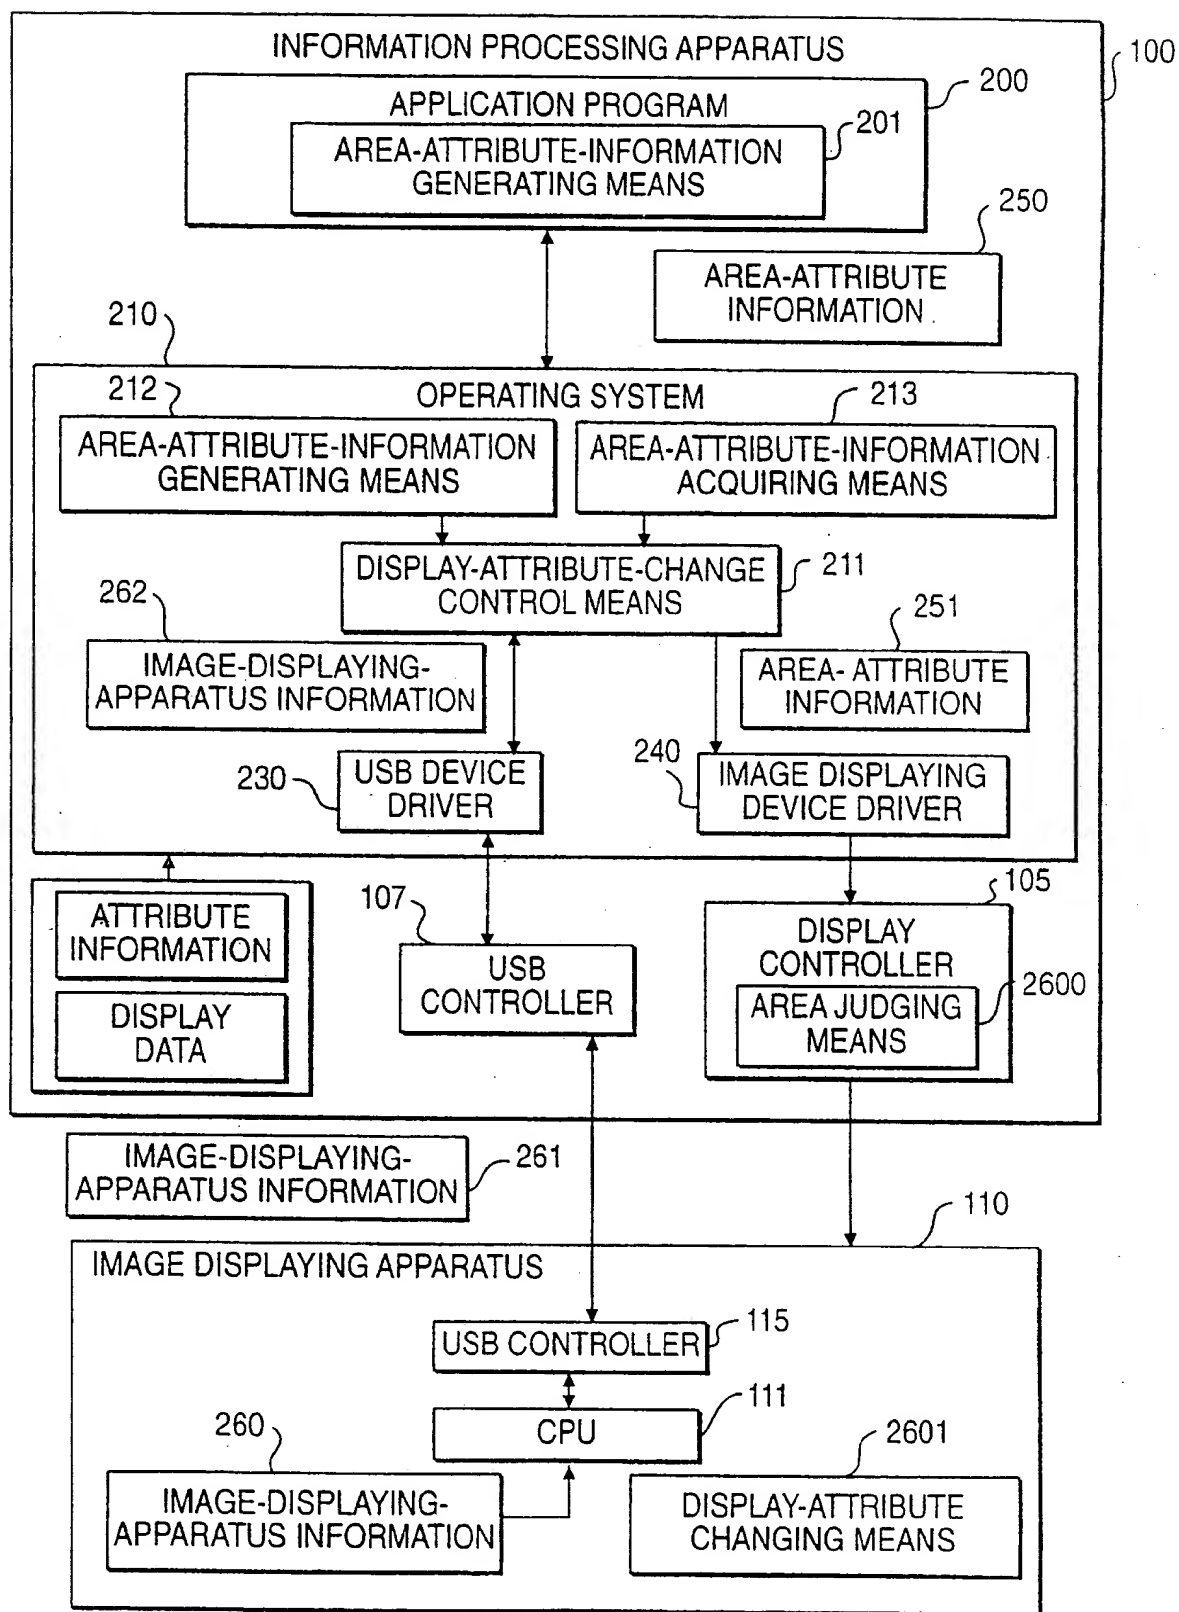 INFORMATION PROCESSING APPARATUS
100
200
APPLICATION PROGRAM
201
AREA-ATTRIBUTE-INFORMATION
GENERATING MEANS
250
AREA-ATTRIBUTE
INFORMATION
210
OPERATING SYSTEM
212
213
AREA-ATTRIBUTE-INFORMATION
GENERATING MEANS
AREA-ATTRIBUTE-INFORMATION
ACQUIRING MEANS
DISPLAY-ATTRIBUTE-CHANGE
CONTROL MEANS
211
262
251
IMAGE-DISPLAYING-
APPARATUS INFORMATION
AREA- ATTRIBUTE
INFORMATION
230
USB DEVICE
DRIVER
240
IMAGE DISPLAYING
DEVICE DRIVER
ATTRIBUTE
INFORMATION
DISPLAY
DATA
107
USB
CONTROLLER
105
DISPLAY
CONTROLLER
2600
AREA JUDGING
MEANS
IMAGE-DISPLAYING-
APPARATUS INFORMATION
261
110
IMAGE DISPLAYING APPARATUS
USB CONTROLLER
115
CPU
111
260
IMAGE-DISPLAYING-
APPARATUS INFORMATION
2601
DISPLAY-ATTRIBUTE
CHANGING MEANS